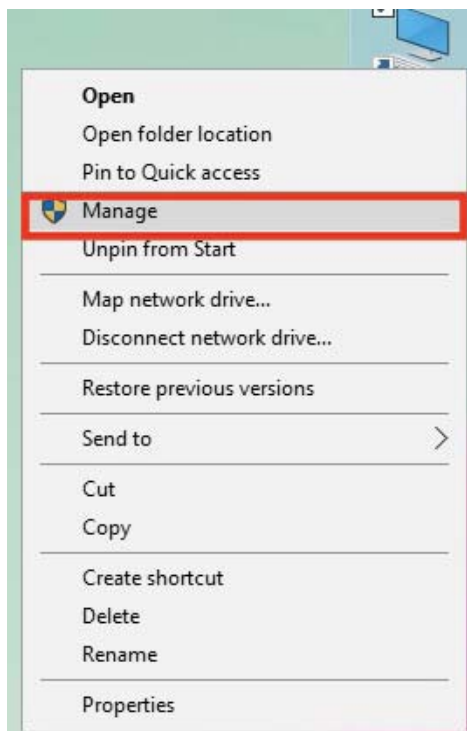 Open
Open folder location
Pin to Quick access
Manage
Unpin from Start
Map network drive...
Disconnect network drive...
Restore previous versions
Send to
Cut
Copy
Create shortcut
Delete
Rename
Properties